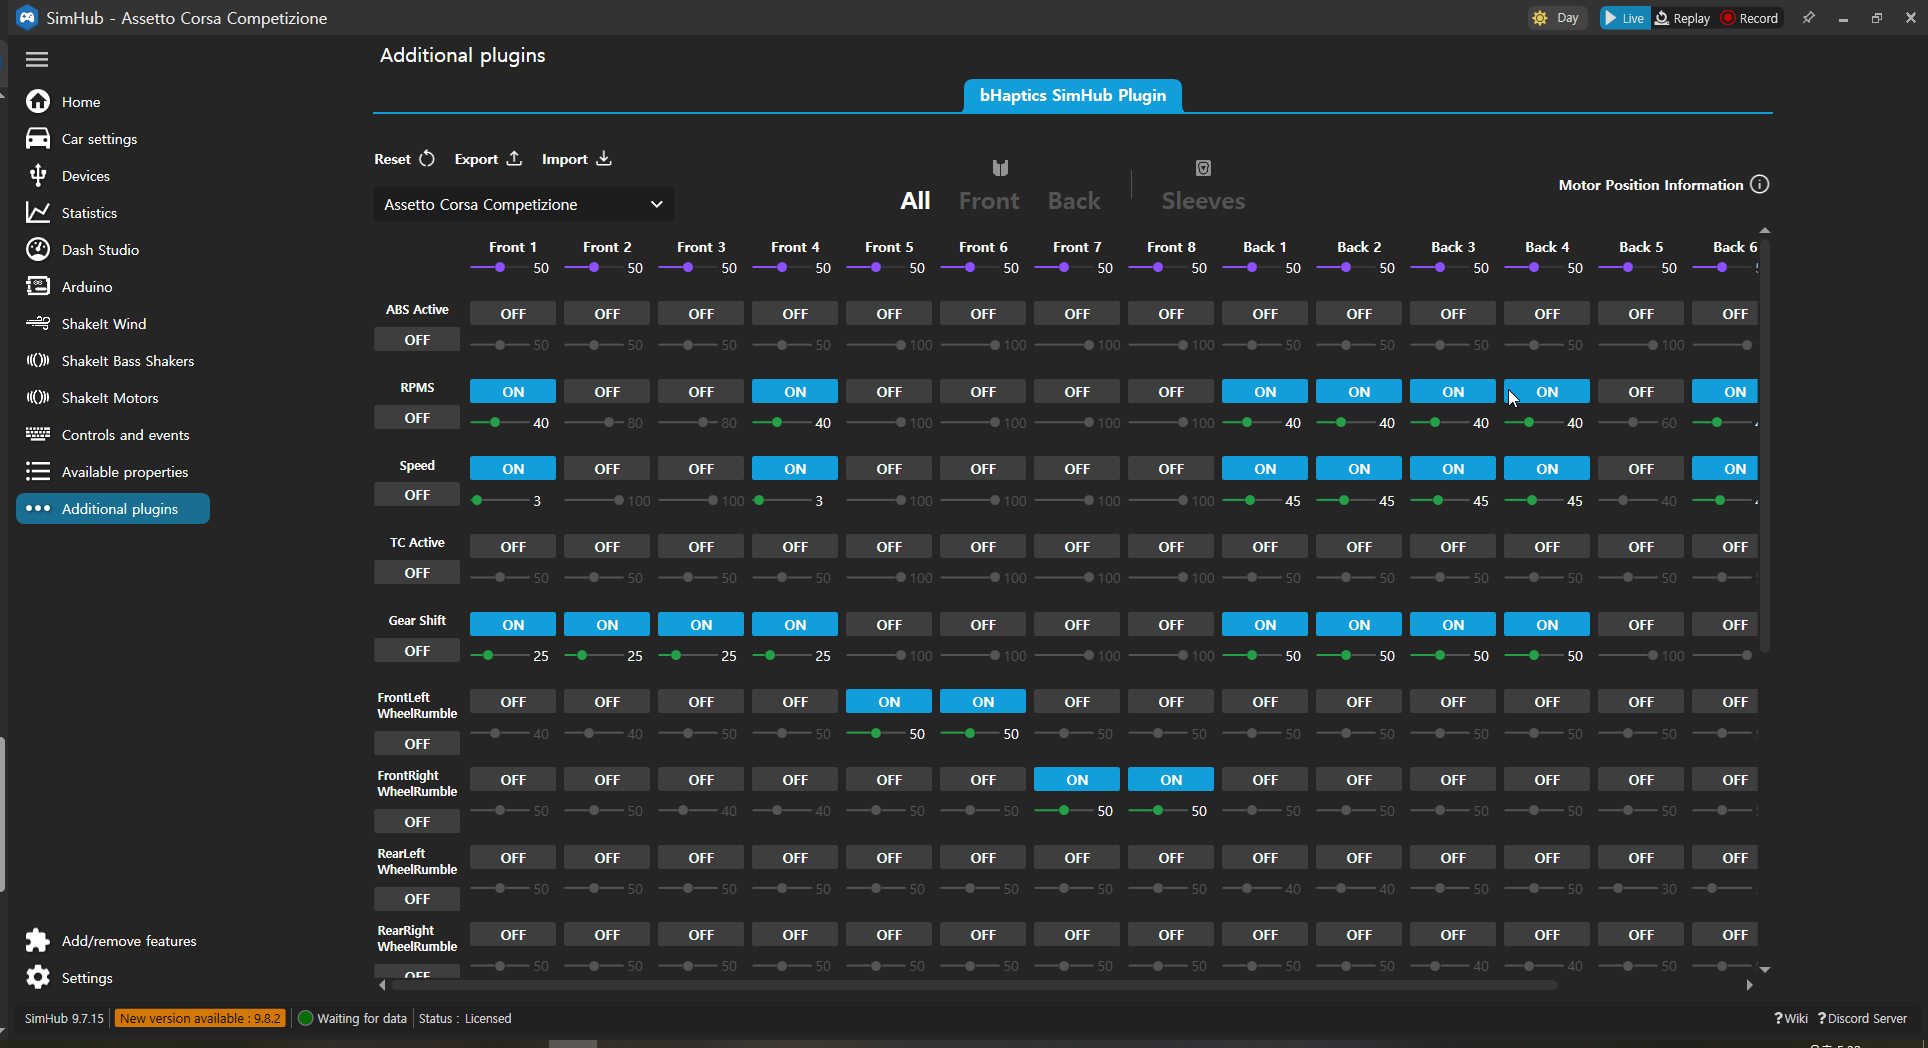 SimHub - Assetto Corsa Competizione
Day
Live
Replay
Record
Additional plugins
bHaptics SimHub Plugin
Home
Car settings
Devices
Statistics
Dash Studio
Arduino
ShakeIt Wind
ShakeIt Bass Shakers
ShakeIt Motors
Controls and events
Available properties
Additional plugins
Add/remove features
Settings
Reset Export Import
Assetto Corsa Competizione
All Front Back Sleeves
Motor Position Information
Front 1 Front 2 Front 3 Front 4 Front 5 Front 6 Front 7 Front 8 Back 1 Back 2 Back 3 Back 4 Back 5 Back 6
50 50 50 50 50 50 50 50 50 50 50 50 50
ABS Active
OFF OFF OFF OFF OFF OFF OFF OFF OFF OFF OFF OFF OFF OFF
OFF
50 50 50 50 100 100 100 100 50 50 50 50 100
RPMS
ON OFF OFF ON OFF OFF OFF OFF ON ON ON ON OFF ON
OFF
40 80 80 40 100 100 100 100 40 40 40 40 60
Speed
ON OFF OFF ON OFF OFF OFF OFF ON ON ON ON OFF ON
OFF
3 100 100 3 100 100 100 100 45 45 45 45 40
TC Active
OFF OFF OFF OFF OFF OFF OFF OFF OFF OFF OFF OFF OFF OFF
OFF
50 50 50 50 100 100 100 100 50 50 50 50 50
Gear Shift
ON ON ON ON OFF OFF OFF OFF ON ON ON ON OFF OFF
OFF
25 25 25 25 100 100 100 100 50 50 50 50 100
FrontLeft
WheelRumble
OFF OFF OFF OFF ON ON OFF OFF OFF OFF OFF OFF OFF OFF
OFF
40 40 50 50 50 50 50 50 50 50 50 50 50
FrontRight
WheelRumble
OFF OFF OFF OFF OFF OFF ON ON OFF OFF OFF OFF OFF OFF
OFF
50 50 40 40 50 50 50 50 50 50 50 50 50
RearLeft
WheelRumble
OFF OFF OFF OFF OFF OFF OFF OFF OFF OFF OFF OFF OFF OFF
OFF
50 50 50 50 50 50 50 50 40 40 50 50 30
RearRight
WheelRumble
OFF OFF OFF OFF OFF OFF OFF OFF OFF OFF OFF OFF OFF OFF
OFF
50 50 50 50 50 50 50 50 50 50 40 40 50
SimHub 9.7.15
New version available : 9.8.2
Waiting for data
Status : Licensed
?Wiki ?Discord Server